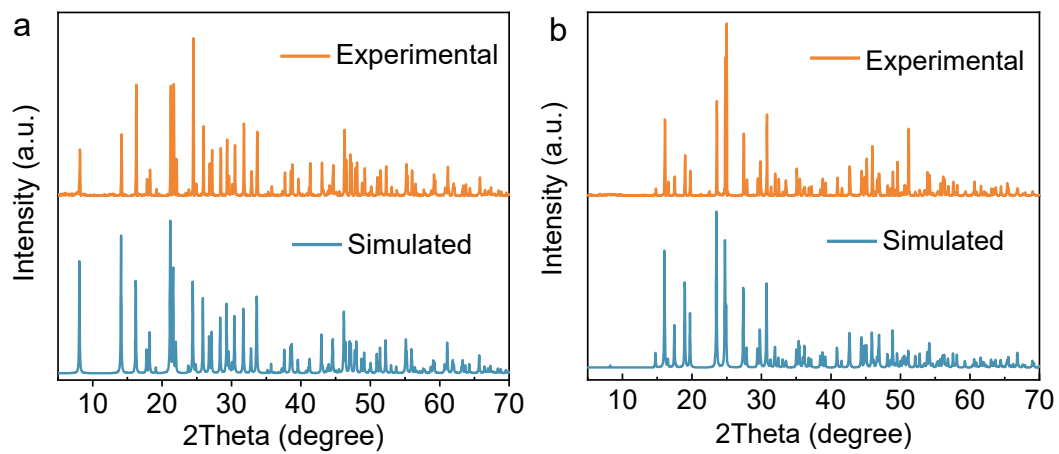 a
Experimental
Simulated
Intensity (a.u.)
10 20 30 40 50 60 70
2Theta (degree)
b
Experimental
Simulated
Intensity (a.u.)
10 20 30 40 50 60 70
2Theta (degree)